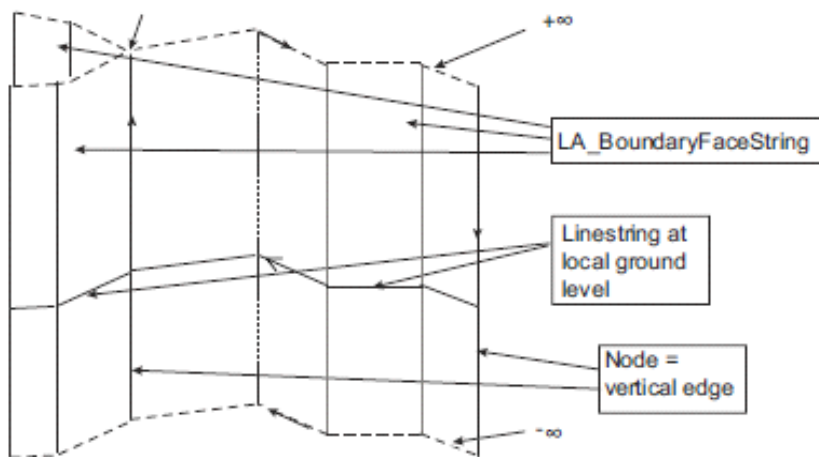 +∞
LA_BoundaryFaceString
Linestring at
local ground
level
Node =
vertical edge
-∞